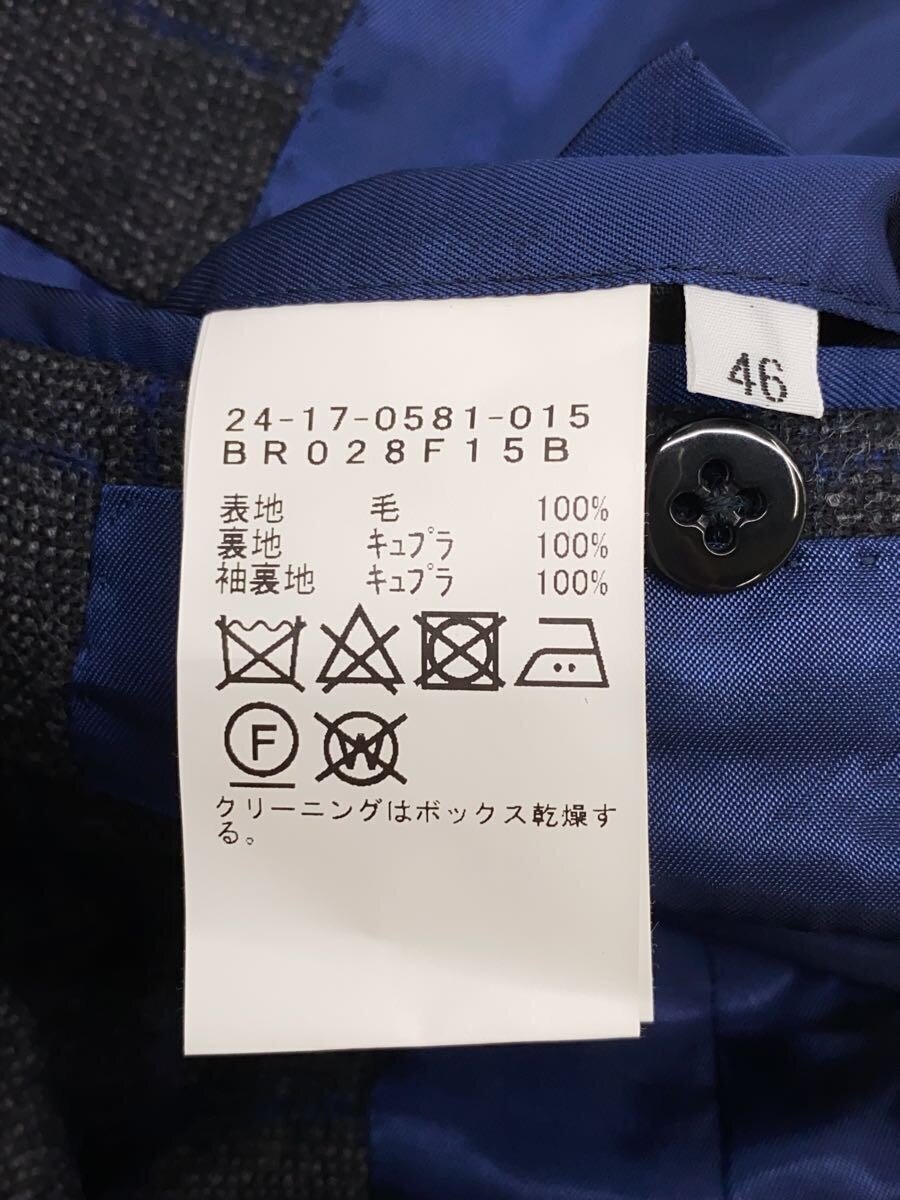 46
24-17-0581-015
BR028F15B
表地 毛 100%
裏地 キュプラ 100%
袖裏地 キュプラ 100%
F W
クリーニングはボックス乾燥す
る。